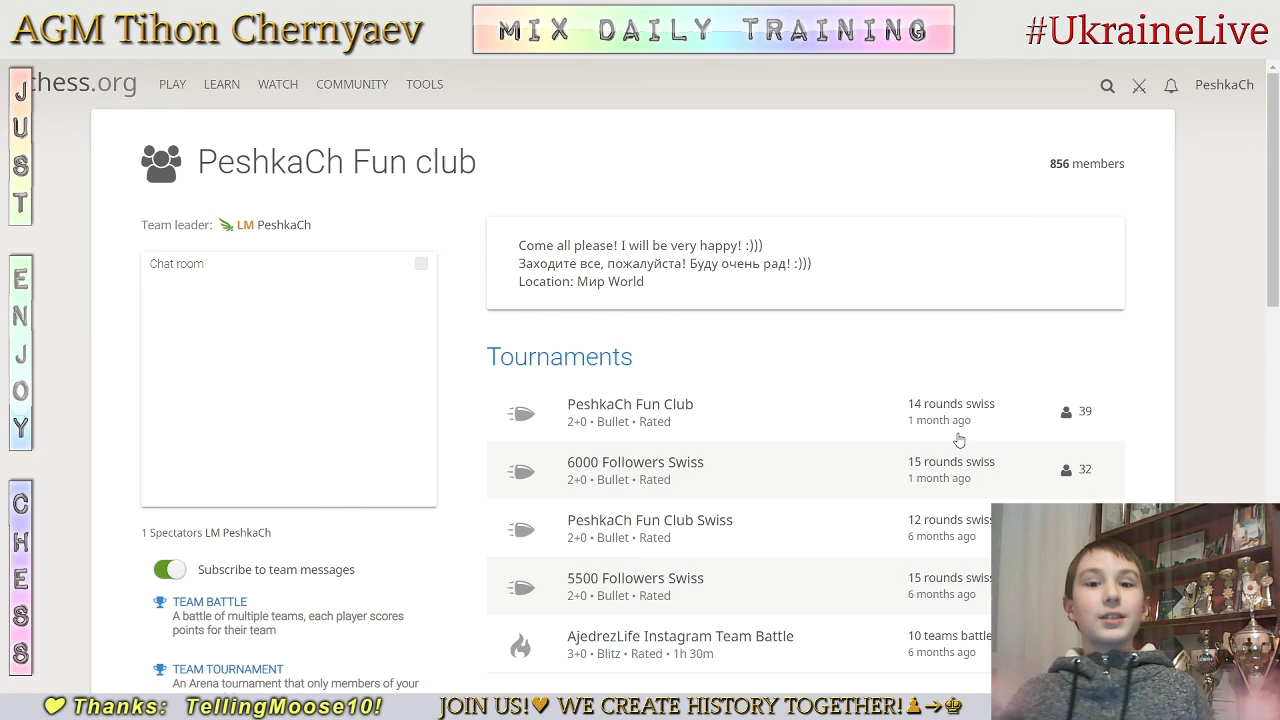 AGM Tihon Chernyaev
MIX DAILY TRAINING
#UkraineLive
JUST
ENJOY
CHESS
chess.org
PLAY
LEARN
WATCH
COMMUNITY
TOOLS
PeshkaCh
PeshkaCh Fun club
856 members
Team leader: LM PeshkaCh
Chat room
Come all please! I will be very happy! :)))
Заходите все, пожалуйста! Буду очень рад! :)))
Location: Мир World
Tournaments
PeshkaCh Fun Club
2+0 • Bullet • Rated
14 rounds swiss
1 month ago
39
6000 Followers Swiss
2+0 • Bullet • Rated
15 rounds swiss
1 month ago
32
PeshkaCh Fun Club Swiss
2+0 • Bullet • Rated
12 rounds swiss
6 months ago
5500 Followers Swiss
2+0 • Bullet • Rated
15 rounds swiss
6 months ago
AjedrezLife Instagram Team Battle
3+0 • Blitz • Rated • 1h 30m
10 teams battle
6 months ago
1 Spectators LM PeshkaCh
Subscribe to team messages
TEAM BATTLE
A battle of multiple teams, each player scores
points for their team
TEAM TOURNAMENT
An Arena tournament that only members of your
Thanks: TellingMoose10!
JOIN US! WE CREATE HISTORY TOGETHER!